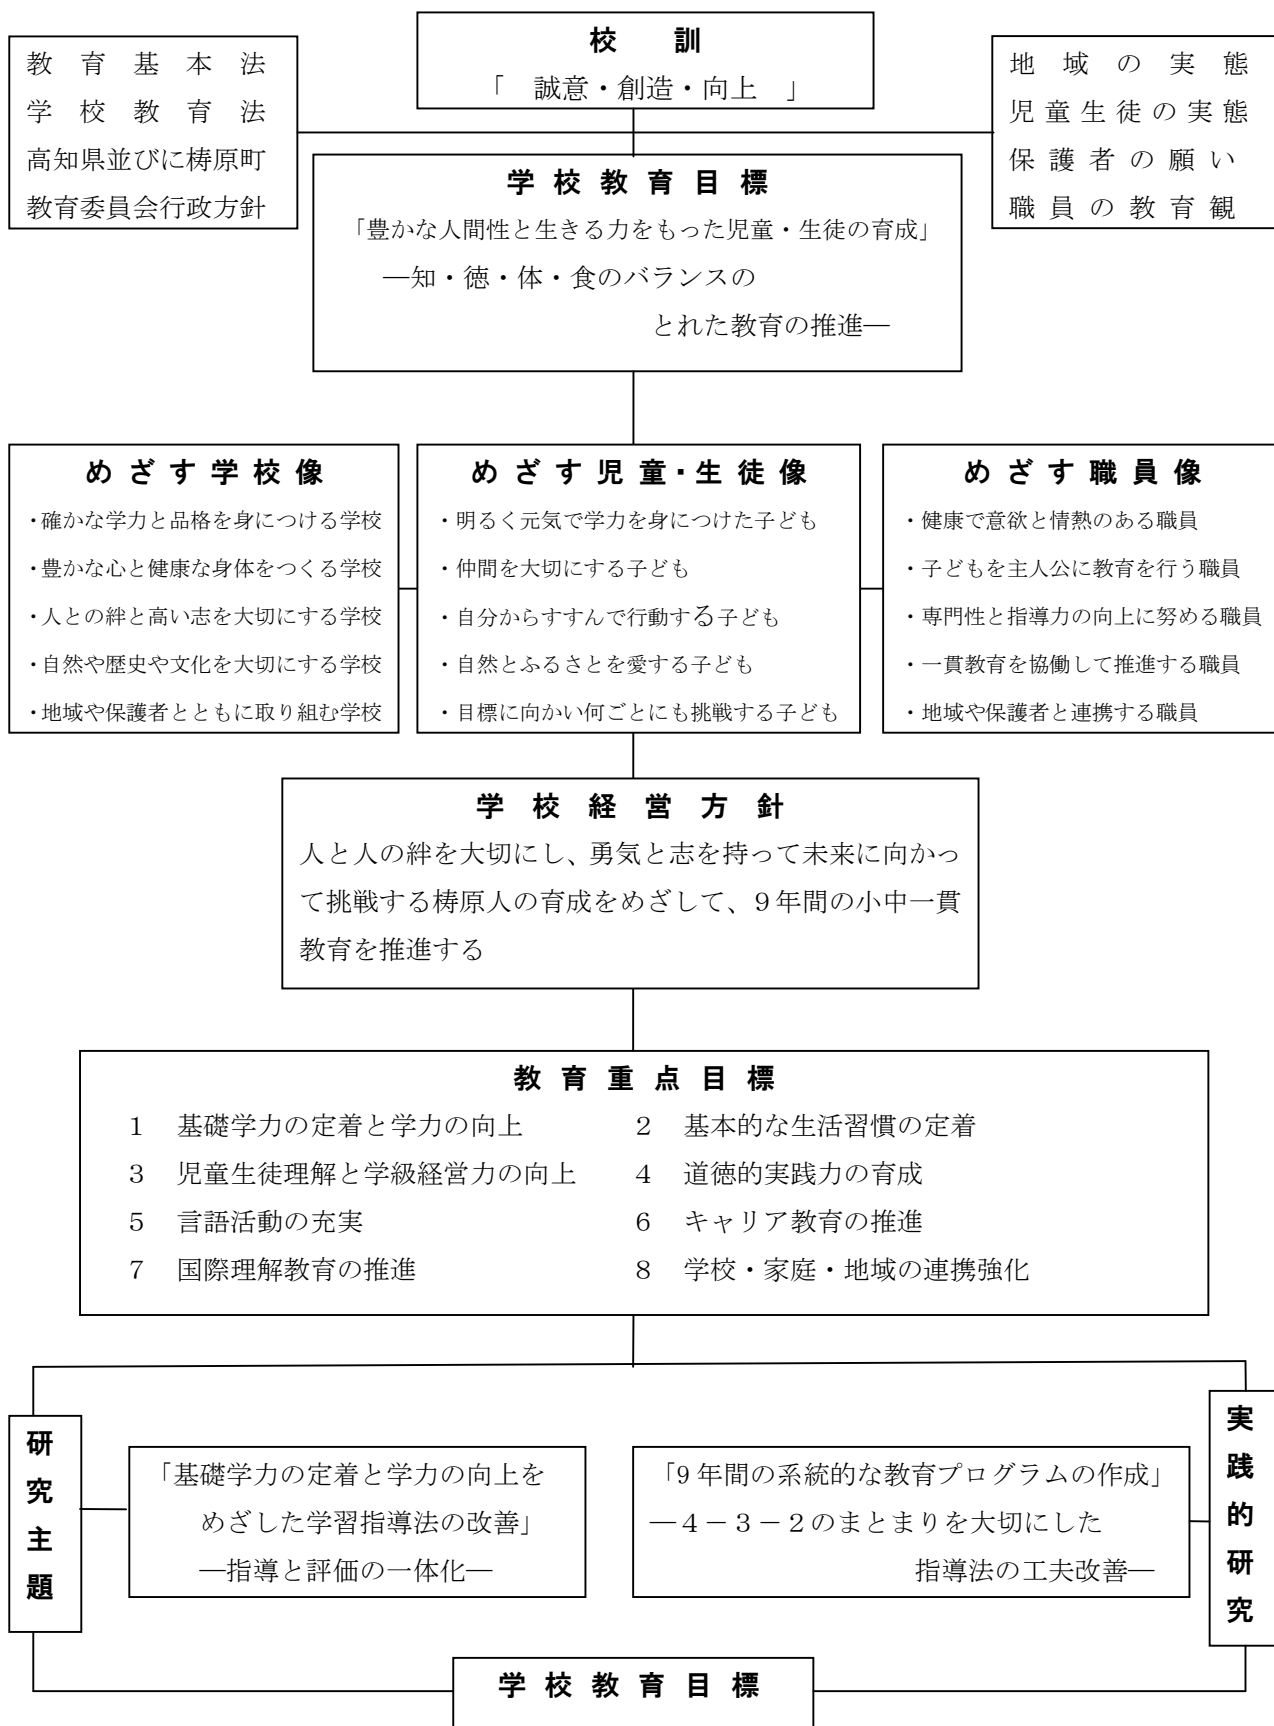 校訓
「 誠意・創造・向上 」
教育基本法
学校教育法
高知県並びに梼原町
教育委員会行政方針
地域の実態
児童生徒の実態
保護者の願い
職員の教育観
学校教育目標
「豊かな人間性と生きる力をもった児童・生徒の育成」
―知・徳・体・食のバランスの
とれた教育の推進―
めざす学校像
・確かな学力と品格を身につける学校
・豊かな心と健康な身体をつくる学校
・人との絆と高い志を大切にする学校
・自然や歴史や文化を大切にする学校
・地域や保護者とともに取り組む学校
めざす児童・生徒像
・明るく元気で学力を身につけた子ども
・仲間を大切にする子ども
・自分からすすんで行動する子ども
・自然とふるさとを愛する子ども
・目標に向かい何ごとにも挑戦する子ども
めざす職員像
・健康で意欲と情熱のある職員
・子どもを主人公に教育を行う職員
・専門性と指導力の向上に努める職員
・一貫教育を協働して推進する職員
・地域や保護者と連携する職員
学校経営方針
人と人の絆を大切にし、勇気と志を持って未来に向かっ
て挑戦する梼原人の育成をめざして、９年間の小中一貫
教育を推進する
教育重点目標
１ 基礎学力の定着と学力の向上
２ 基本的な生活習慣の定着
３ 児童生徒理解と学級経営力の向上
４ 道徳的実践力の育成
５ 言語活動の充実
６ キャリア教育の推進
７ 国際理解教育の推進
８ 学校・家庭・地域の連携強化
研究主題
「基礎学力の定着と学力の向上を
めざした学習指導法の改善」
―指導と評価の一体化―
「9年間の系統的な教育プログラムの作成」
―４－３－２のまとまりを大切にした
指導法の工夫改善―
実践的研究
学校教育目標